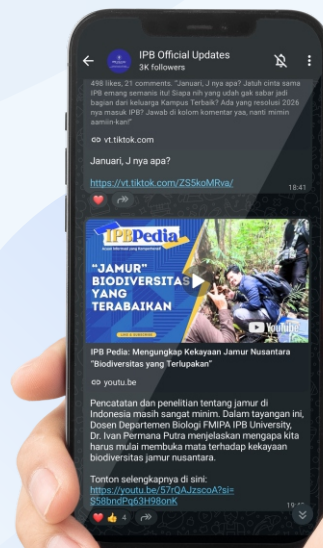 IPB Official Updates
3K followers
498 likes, 21 comments. "Januari, J nya apa? Jatuh cinta sama
IPB emang semanis itu! Siapa nih yang udah gak sabar jadi
bagian dari keluarga Kampus Terbaik? Ada yang resolusi 2026
nya masuk IPB? Jawab di kolom komentar yaa, nanti mimin
aamiin-kan!"
vt.tiktok.com
Januari, J nya apa?
https://vt.tiktok.com/ZS5koMRva/
18:41
IPBPedia
"JAMUR"
BIODIVERSITAS
YANG
TERABAIKAN
YouTube
IPB Pedia: Mengungkap Kekayaan Jamur Nusantara
"Biodiversitas yang Terlupakan"
youtu.be
Pencatatan dan penelitian tentang jamur di
Indonesia masih sangat minim. Dalam tayangan ini,
Dosen Departemen Biologi FMIPA IPB University,
Dr. Ivan Permana Putra menjelaskan mengapa kita
harus mulai membuka mata terhadap kekayaan
biodiversitas jamur nusantara.
Tonton selengkapnya di sini:
https://youtu.be/57rQAJzscoA?si=
S58bndPq63H98onK
4